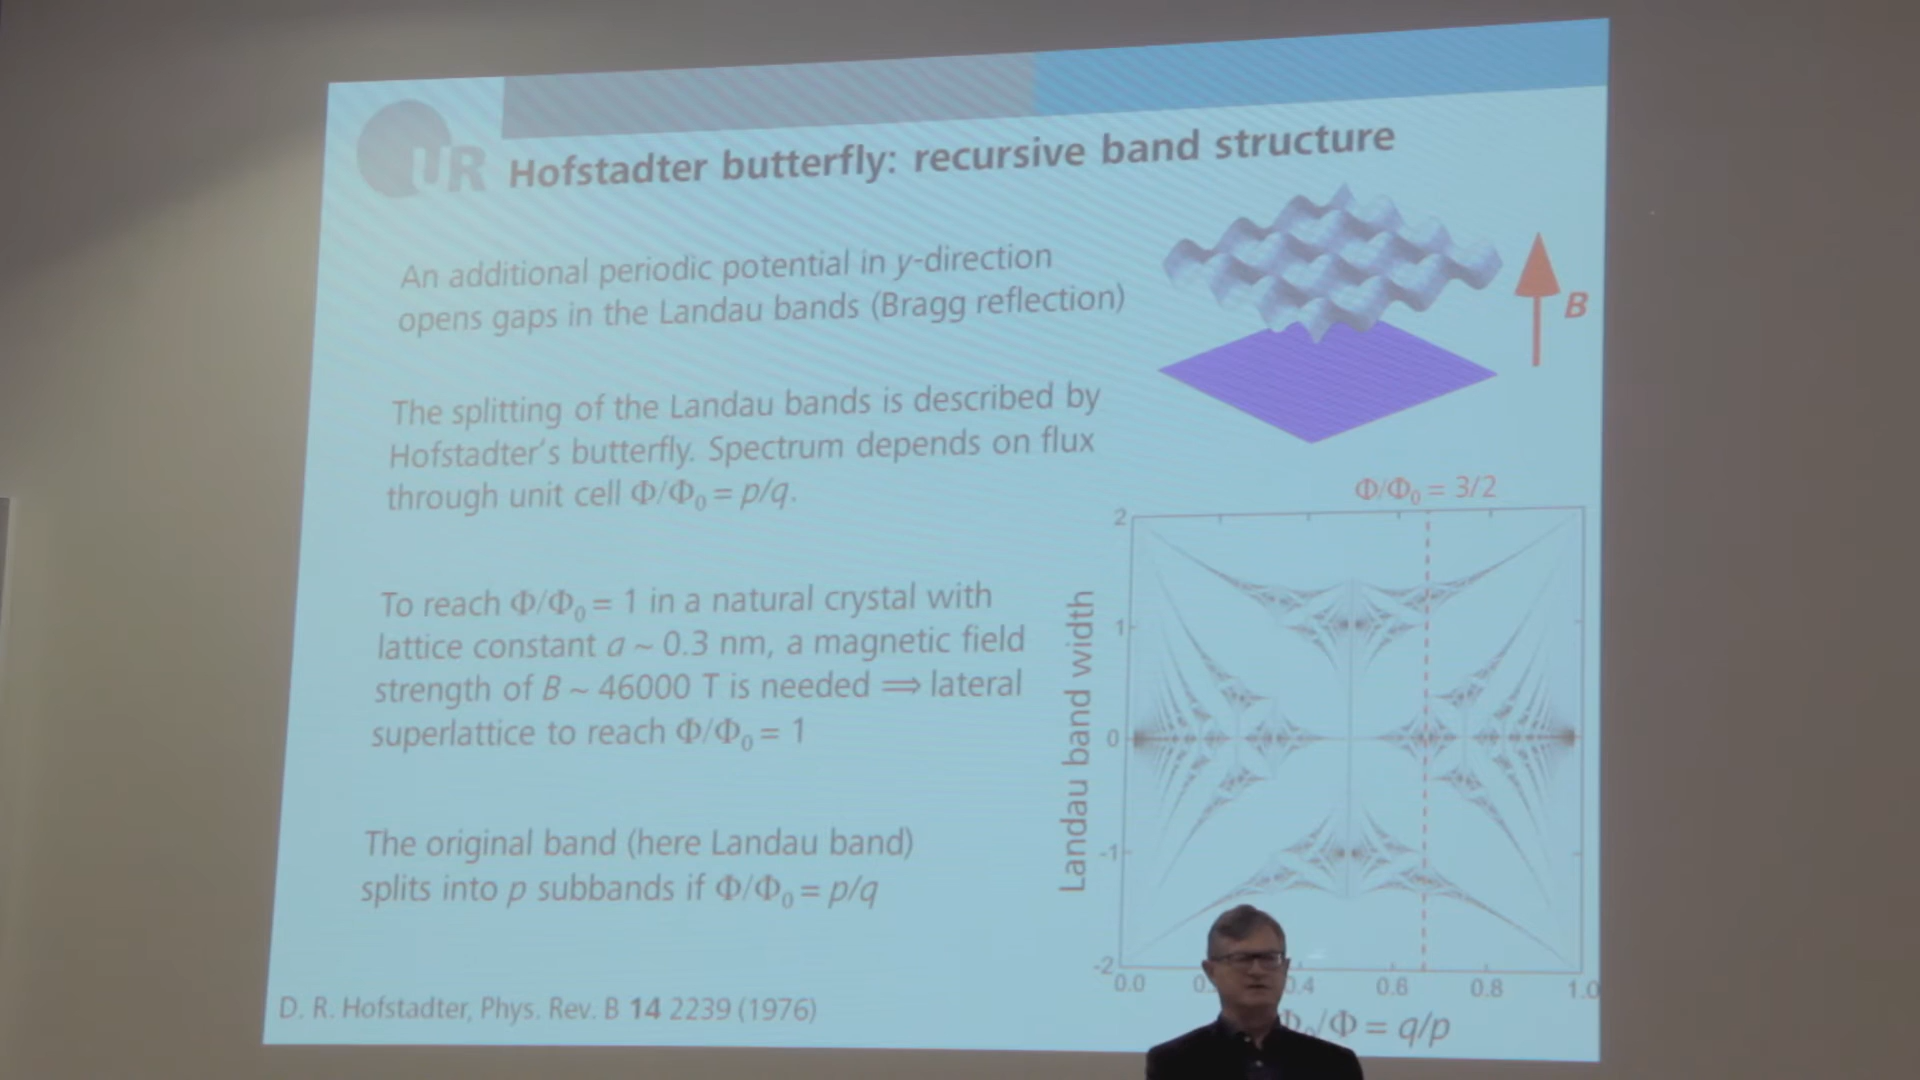 UR
Hofstadter butterfly: recursive band structure
An additional periodic potential in y-direction
opens gaps in the Landau bands (Bragg reflection)
B
The splitting of the Landau bands is described by
Hofstadter's butterfly. Spectrum depends on flux
through unit cell Φ/Φ₀ = p/q.
To reach Φ/Φ₀ = 1 in a natural crystal with
lattice constant a ~ 0.3 nm, a magnetic field
strength of B ~ 46000 T is needed ⟹ lateral
superlattice to reach Φ/Φ₀ = 1
The original band (here Landau band)
splits into p subbands if Φ/Φ₀ = p/q
D. R. Hofstadter, Phys. Rev. B 14 2239 (1976)
Φ/Φ₀ = 3/2
Landau band width
2
1
0
-1
-2
0.0 0.4 0.6 0.8 1.0
Φ₀/Φ = q/p